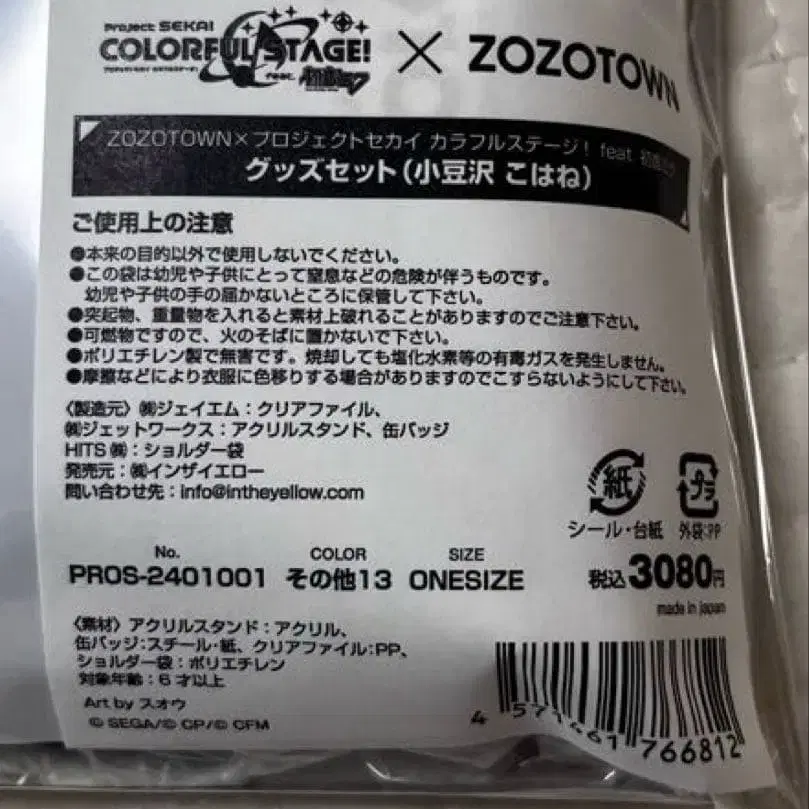 Project SEKAI
COLORFUL STAGE!
feat. 初音ミク
× ZOZOTOWN
ZOZOTOWN×プロジェクトセカイ カラフルステージ！ feat. 初音ミク
グッズセット（小豆沢 こはね）
ご使用上の注意
●本来の目的以外で使用しないでください。
●この袋は幼児や子供にとって窒息などの危険が伴うものです。
幼児や子供の手の届かないところに保管して下さい。
●突起物、重量物を入れると素材上破れることがありますのでご注意下さい。
●可燃物ですので、火のそばに置かないで下さい。
●ポリエチレン製で無害です。焼却しても塩化水素等の有毒ガスを発生しません。
●摩擦などにより衣服に色移りする場合がありますのでこすらないようにして下さい。
〈製造元〉㈱ジェイエム：クリアファイル、
㈱ジェットワークス：アクリルスタンド、缶バッジ
HITS㈱：ショルダー袋
発売元：㈱インザイエロー
問い合わせ先：info@intheyellow.com
紙 プラ
シール・台紙 外袋:PP
No. COLOR SIZE
PROS-2401001 その他13 ONESIZE 税込3080円
made in japan
〈素材〉アクリルスタンド：アクリル、
缶バッジ：スチール・紙、クリアファイル：PP、
ショルダー袋：ポリエチレン
対象年齢：6才以上
Art by スオウ
© SEGA/© CP/© CFM
4 571461 766812